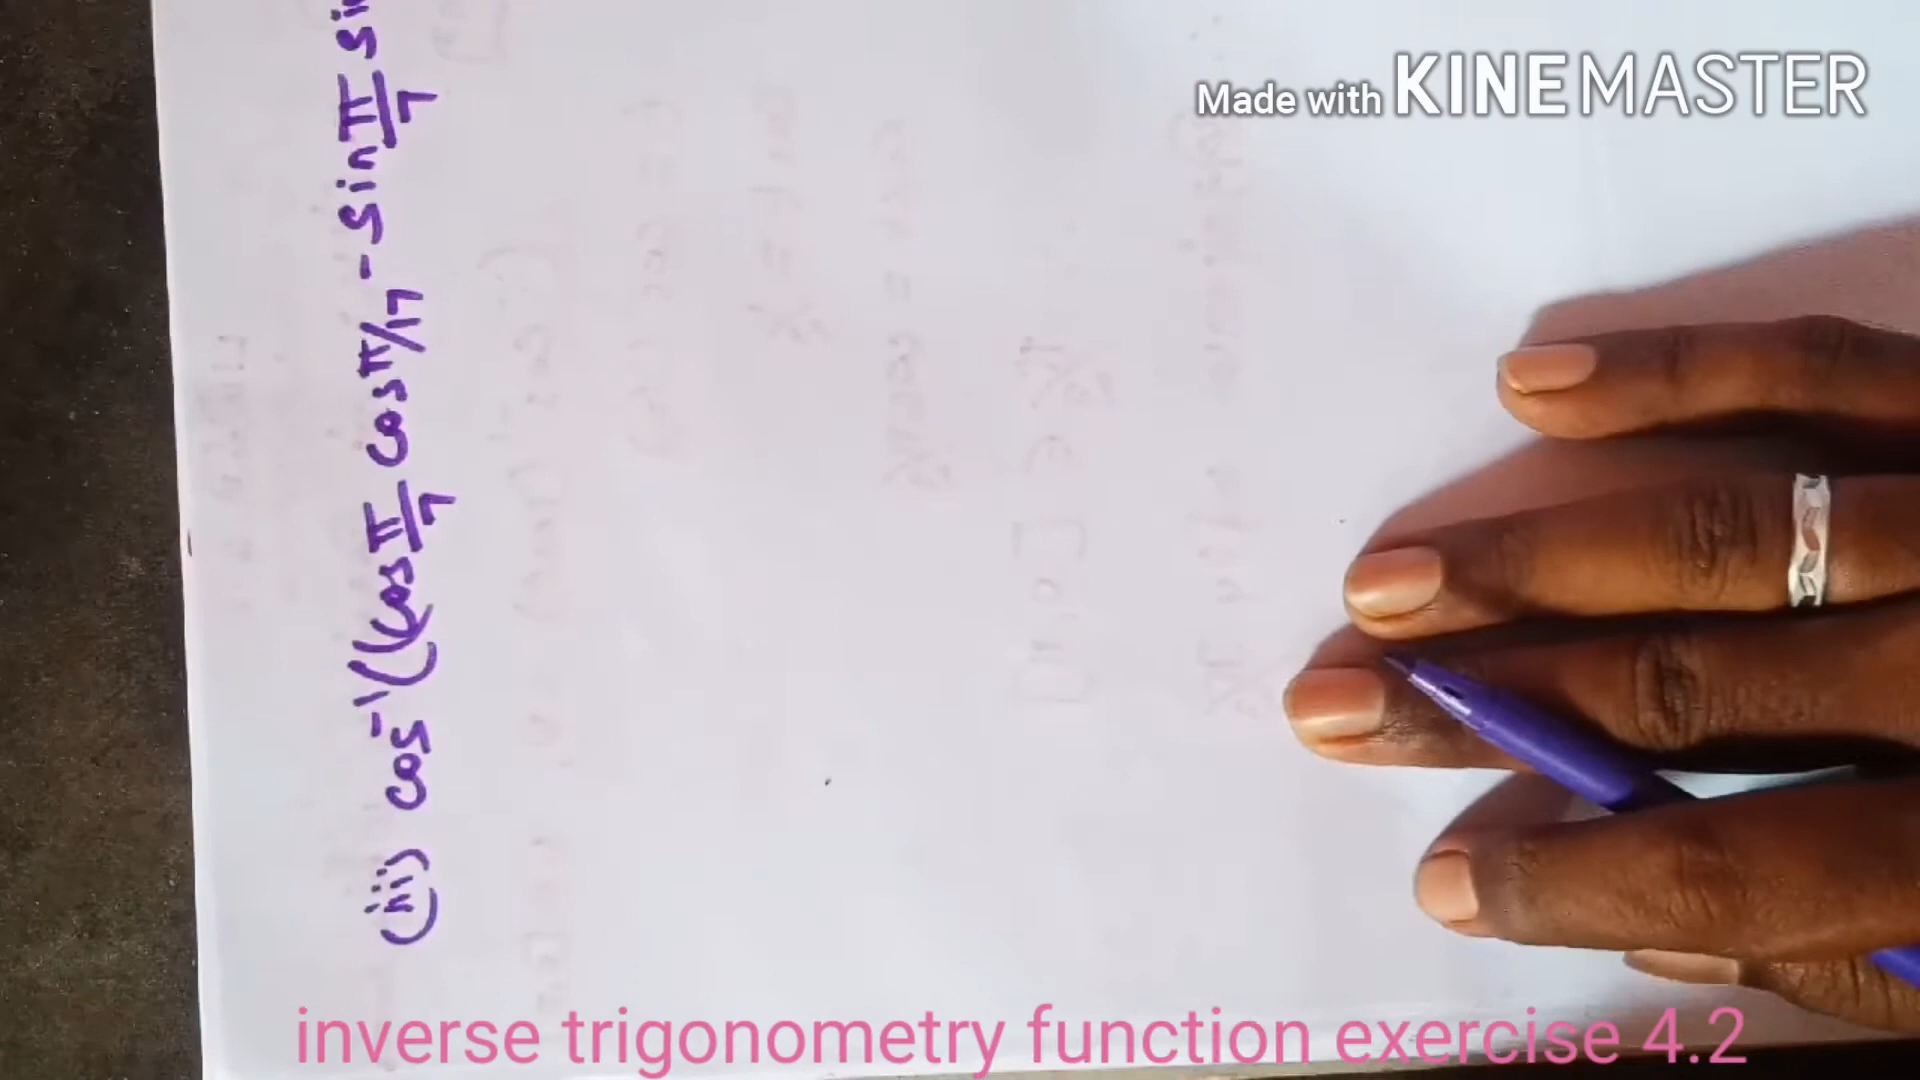 Made with KINEMASTER
(iii) cos⁻¹(cos π/7 cos π/17 - sin π/7 si
inverse trigonometry function exercise 4.2